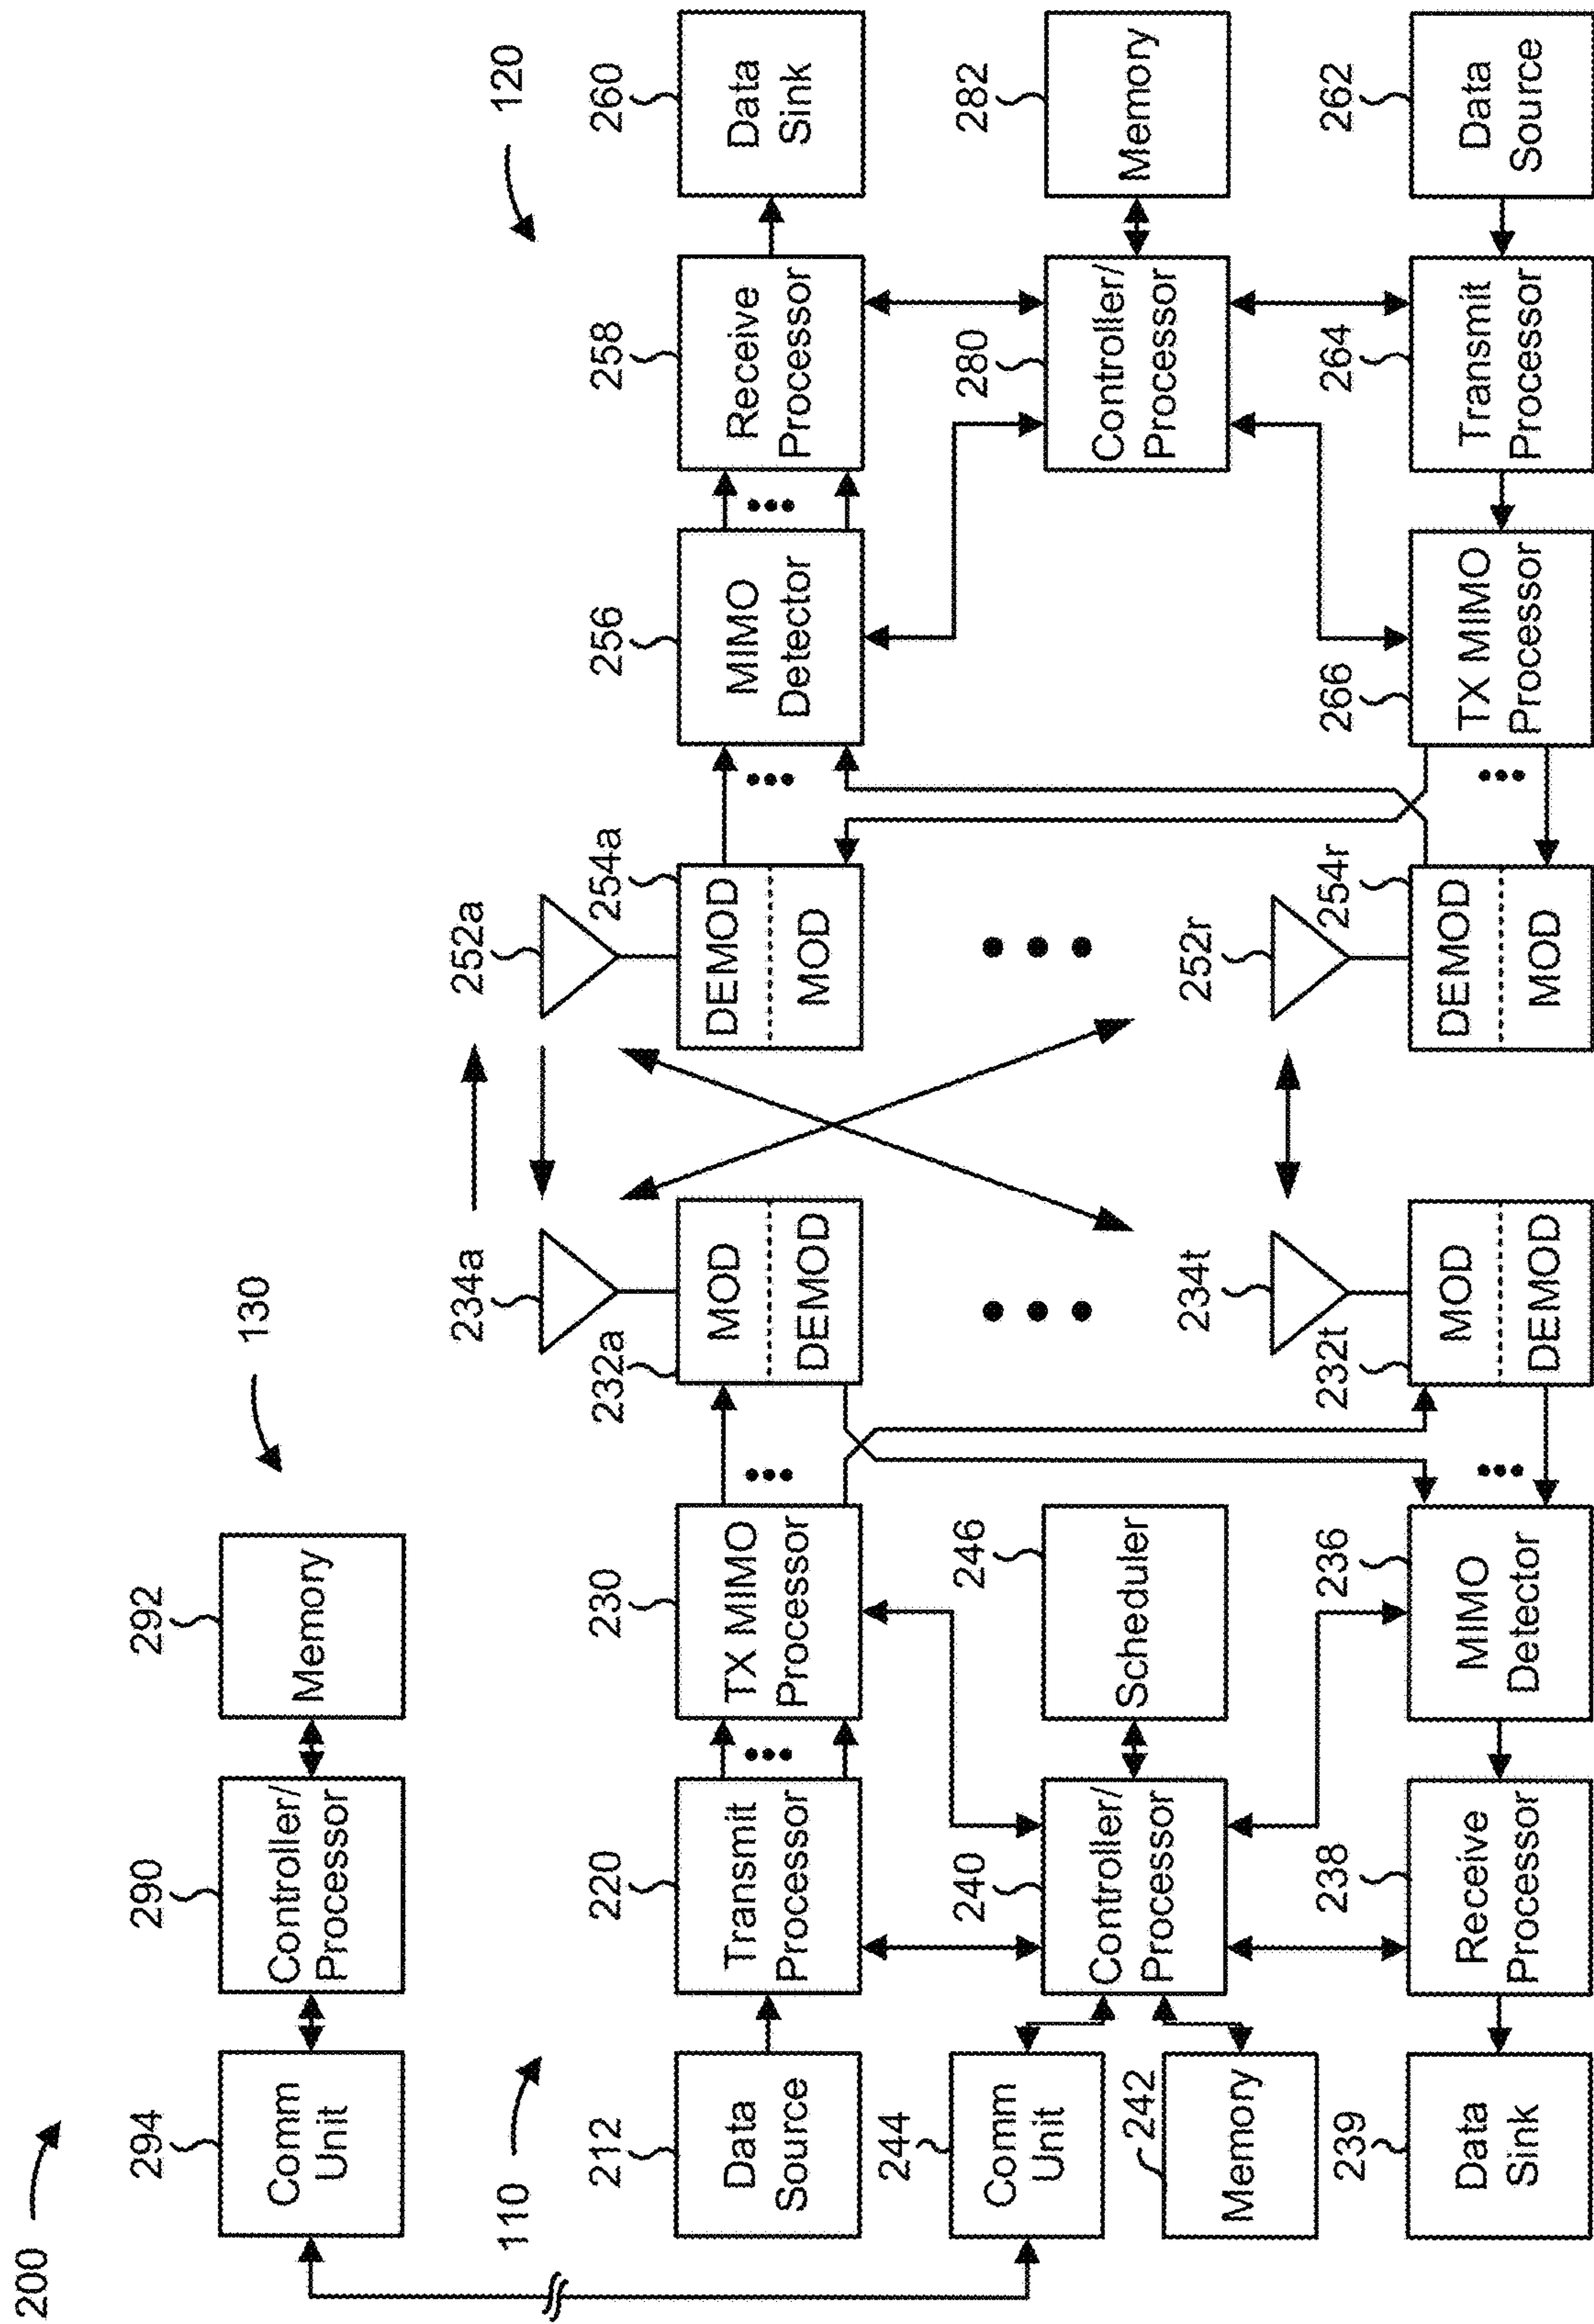 200
130
294
290
292
Comm
Unit
Controller/
Processor
Memory
110
120
234a
252a
212
220
230
232a
254a
256
258
260
Data
Source
Transmit
Processor
TX MIMO
Processor
MOD
DEMOD
DEMOD
MOD
MIMO
Detector
Receive
Processor
Data
Sink
244
240
246
280
282
Comm
Unit
Controller/
Processor
Scheduler
Controller/
Processor
Memory
242
Memory
234t
252r
239
238
236
232t
254r
266
264
262
Data
Sink
Receive
Processor
MIMO
Detector
MOD
DEMOD
DEMOD
MOD
TX MIMO
Processor
Transmit
Processor
Data
Source